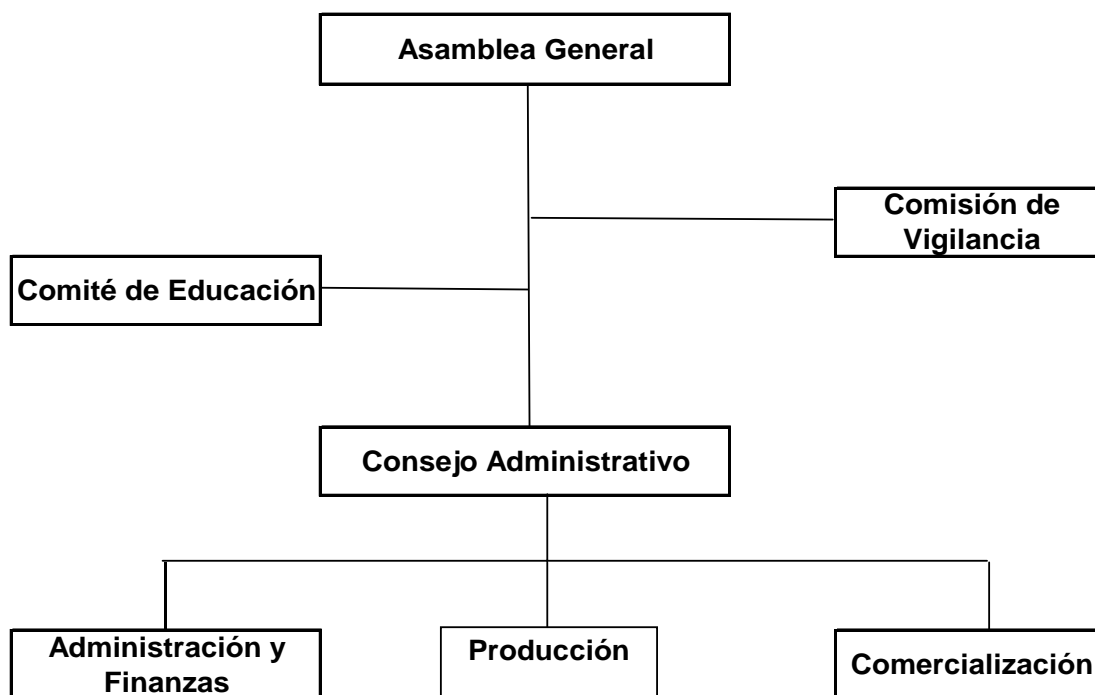 Asamblea General
Comisión de
Vigilancia
Comité de Educación
Consejo Administrativo
Administración y
Finanzas
Producción
Comercialización